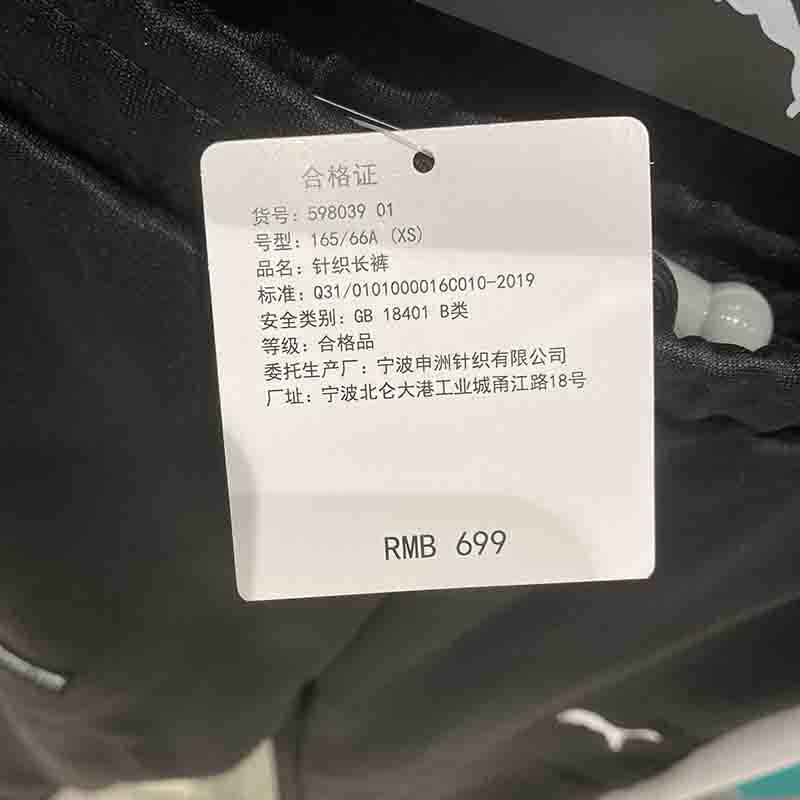 合格证
货号: 598039 01
号型: 165/66A (XS)
品名: 针织长裤
标准: Q31/0101000016C010-2019
安全类别: GB 18401 B类
等级: 合格品
委托生产厂: 宁波申洲针织有限公司
厂址: 宁波北仑大港工业城甬江路18号
RMB 699